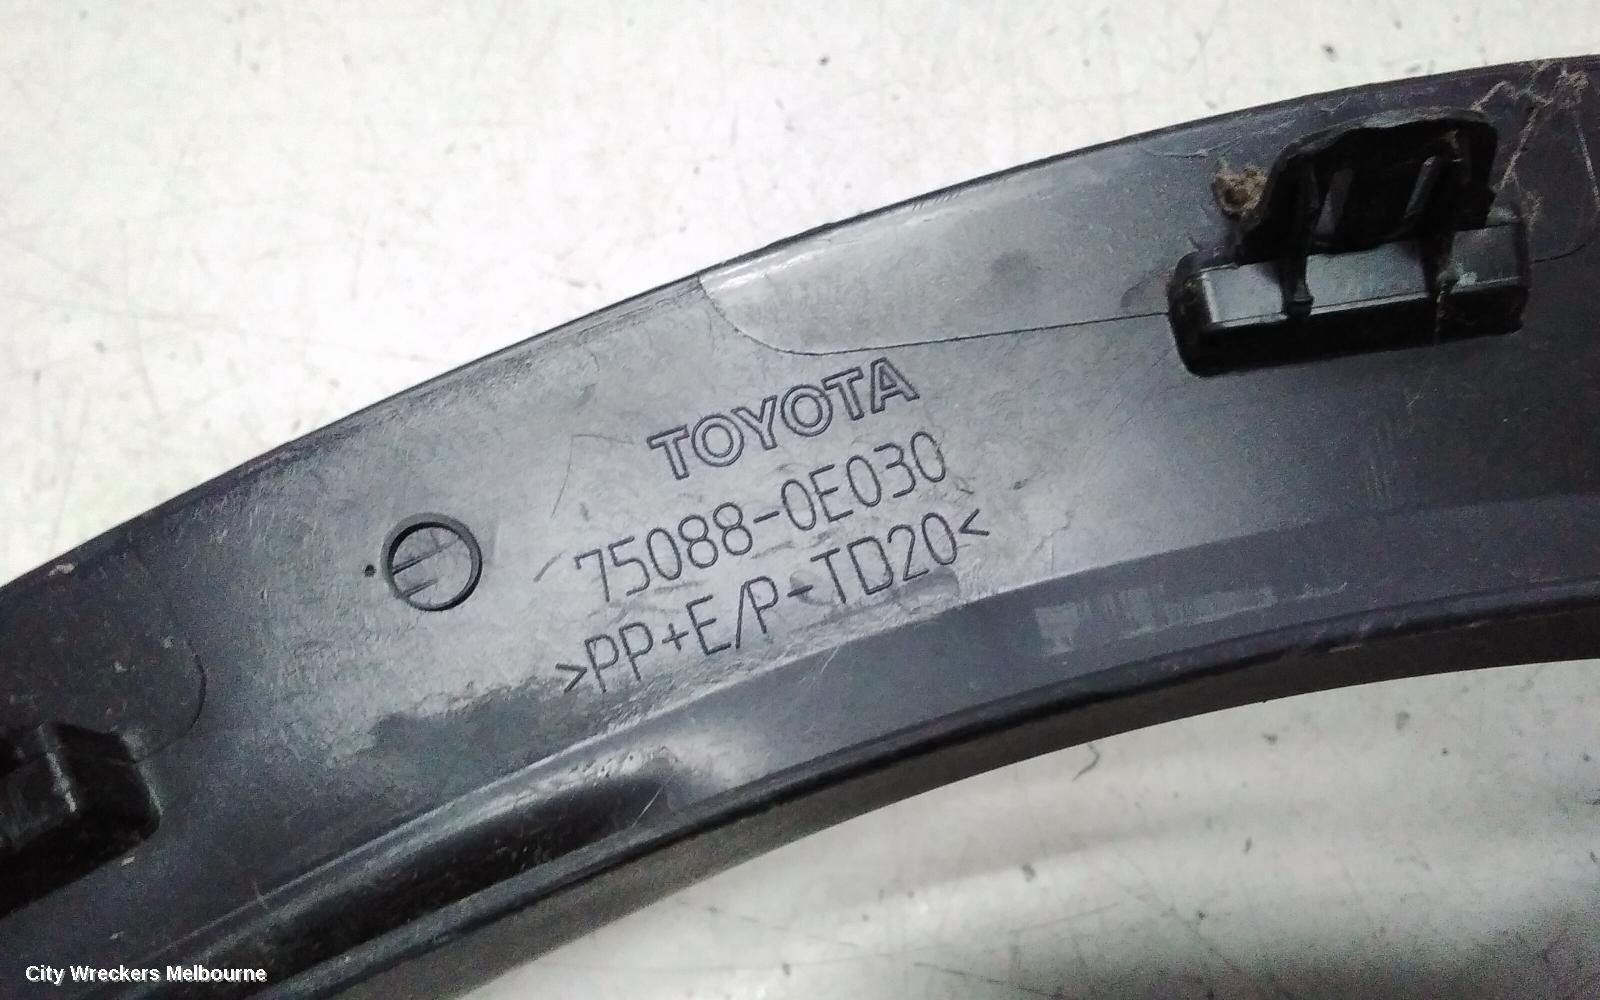 TOYOTA
75088-0E030
>PP+E/P-TD20<
City Wreckers Melbourne